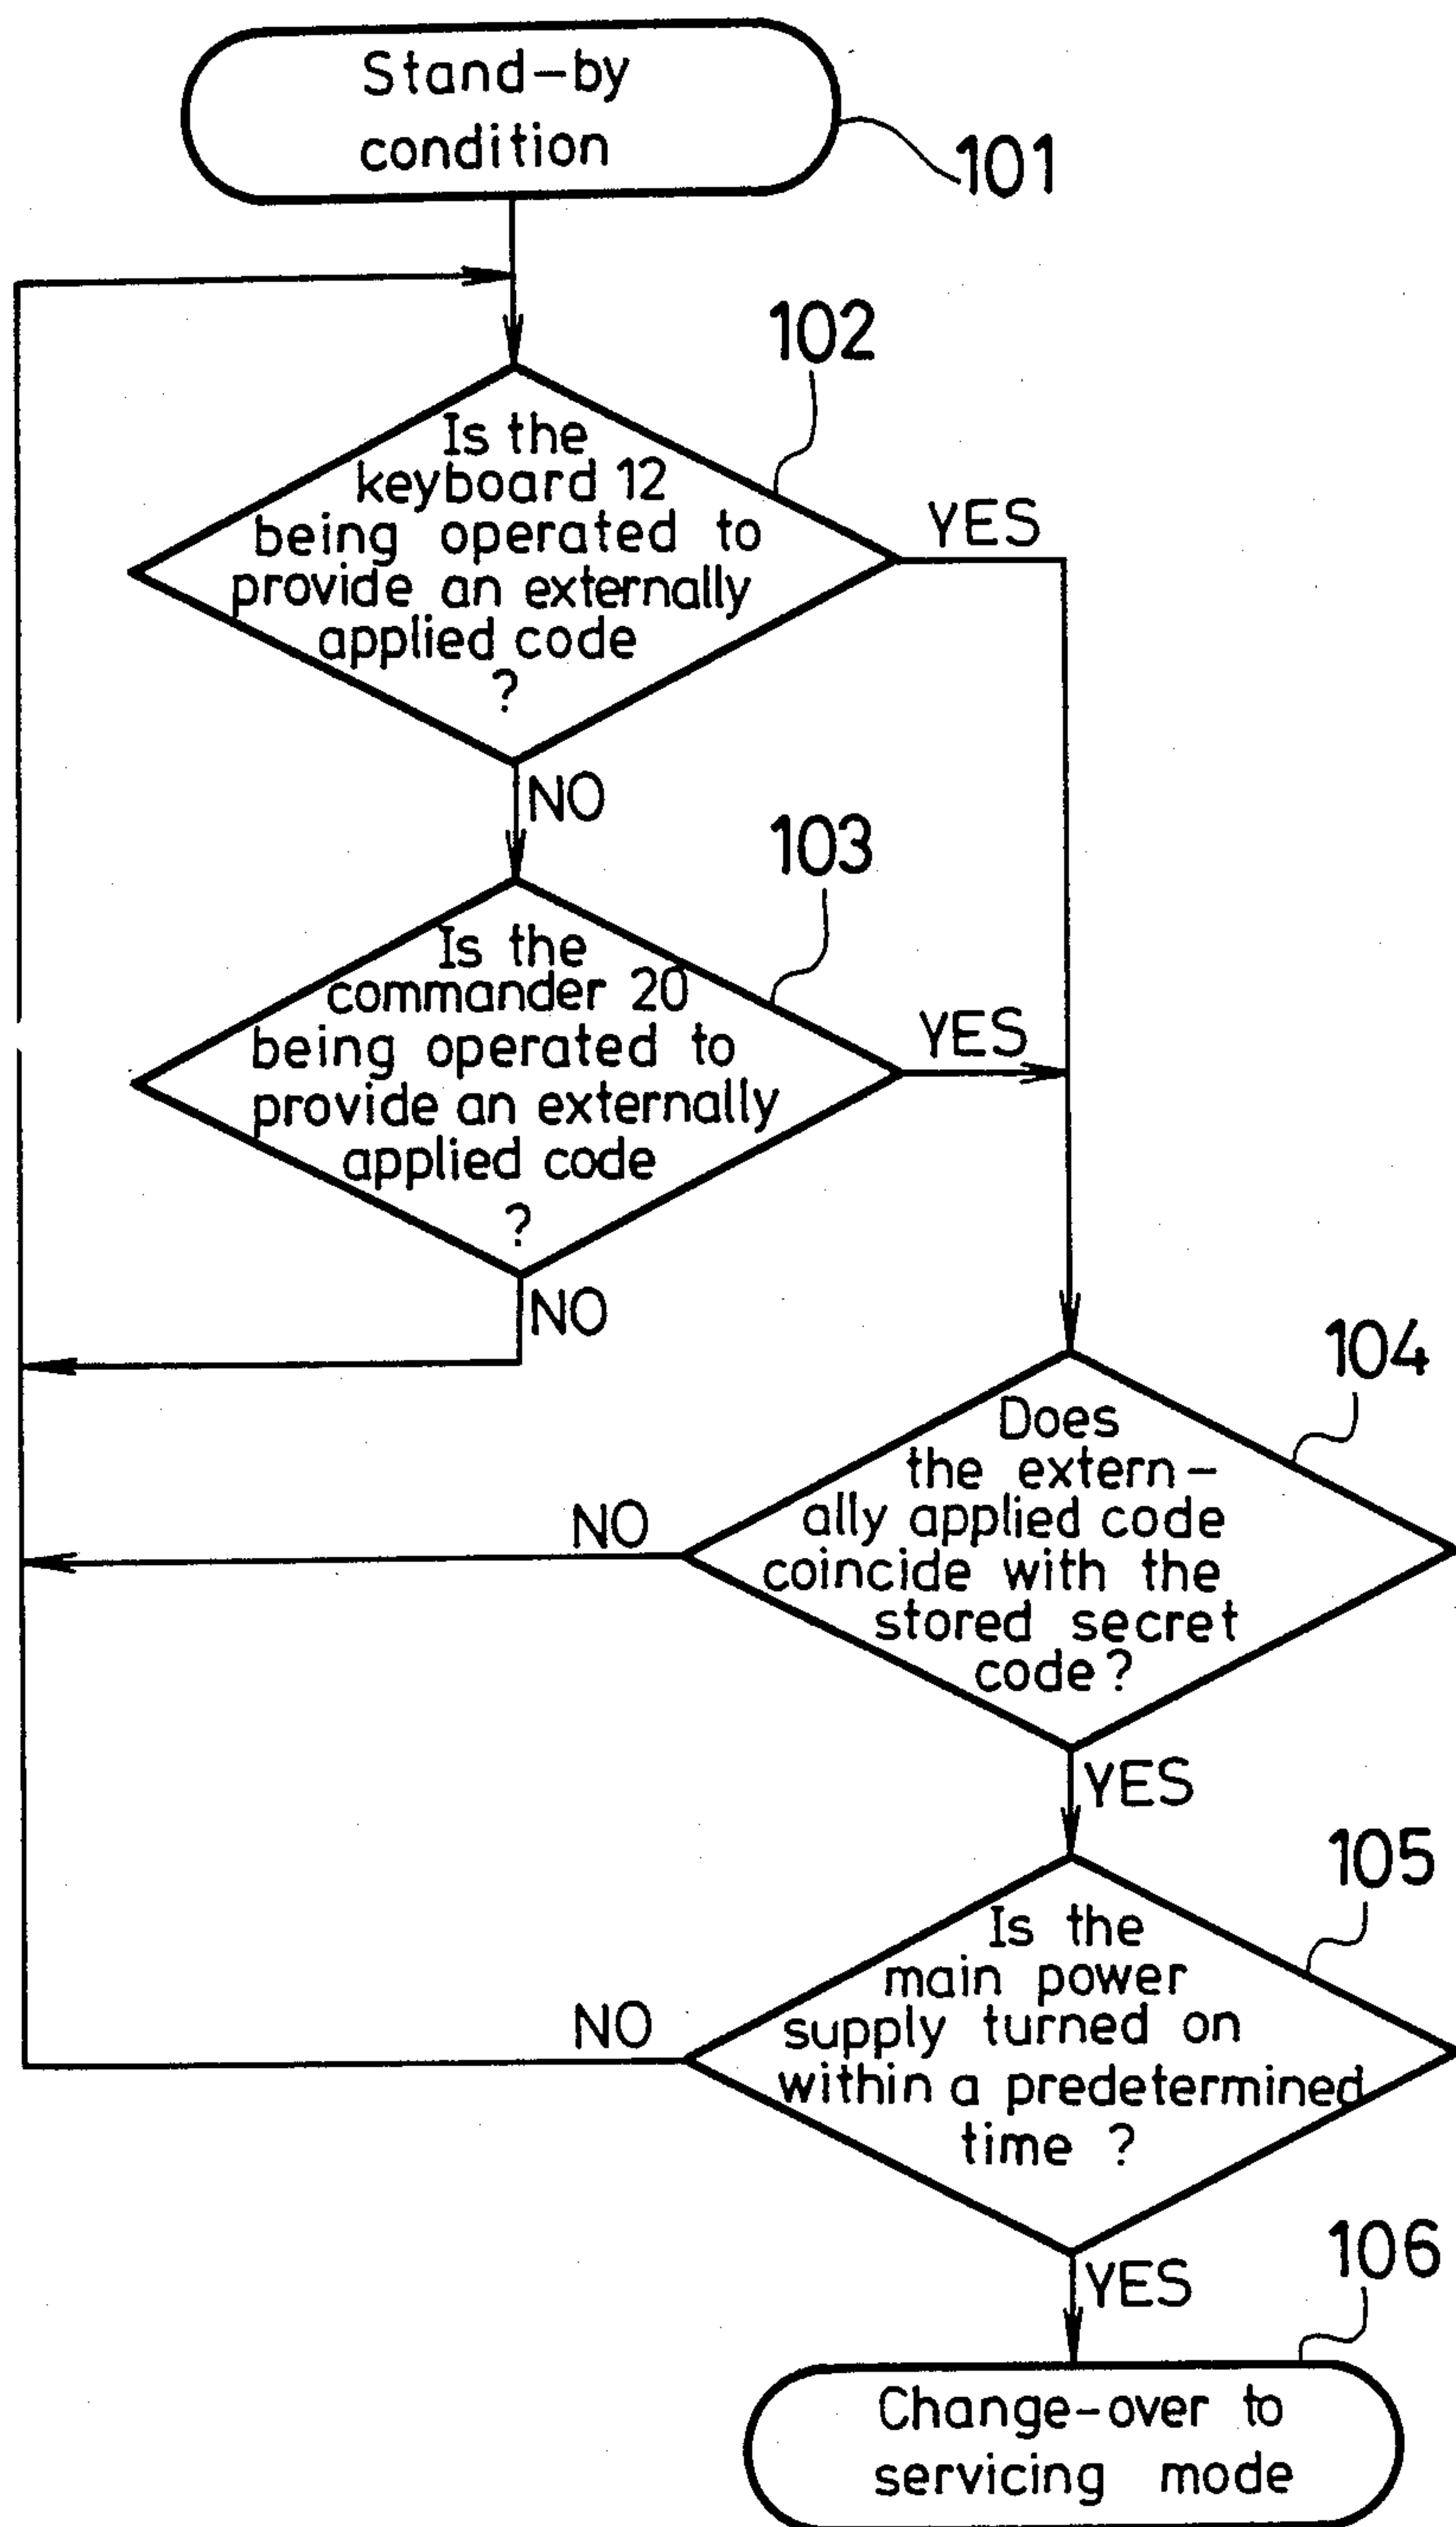 Stand-by
condition
101
102
Is the
keyboard 12
being operated to
provide an externally
applied code
?
YES
NO
103
Is the
commander 20
being operated to
provide an externally
applied code
?
YES
NO
104
Does
the extern-
ally applied code
coincide with the
stored secret
code?
NO
YES
105
Is the
main power
supply turned on
within a predetermined
time ?
NO
YES
106
Change-over to
servicing mode